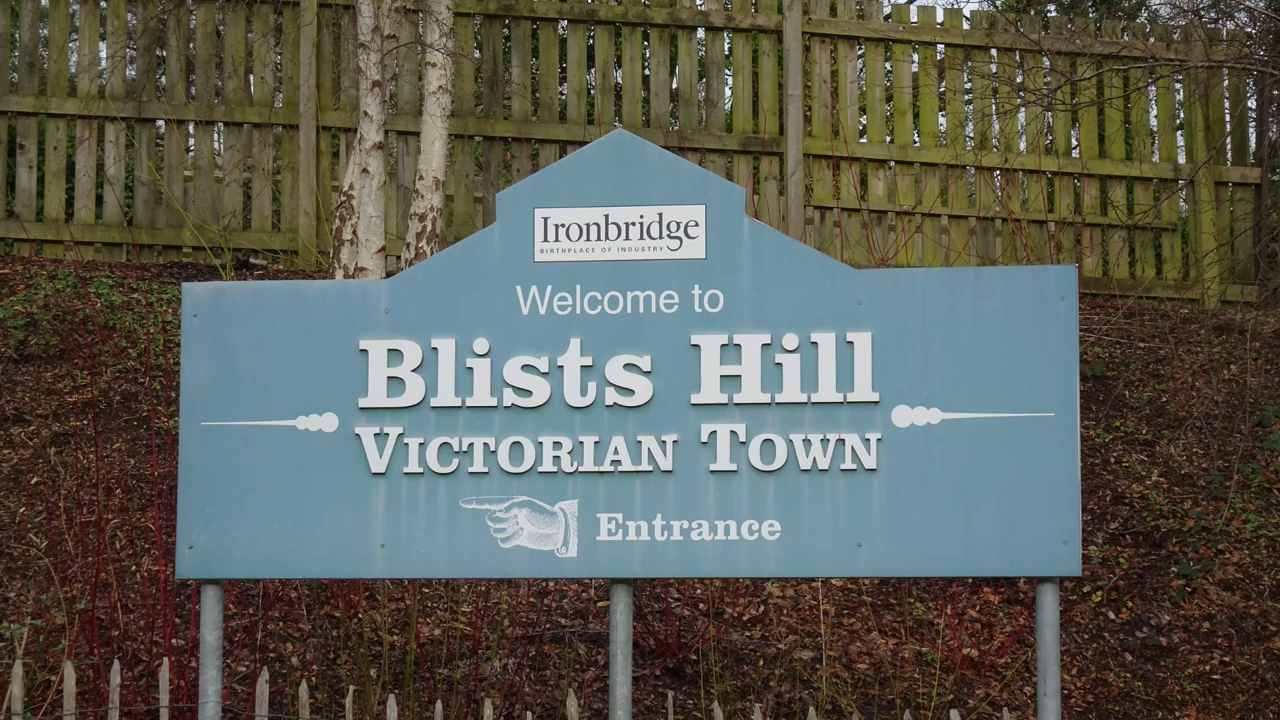 Ironbridge
BIRTHPLACE OF INDUSTRY
Welcome to
Blists Hill
VICTORIAN TOWN
Entrance